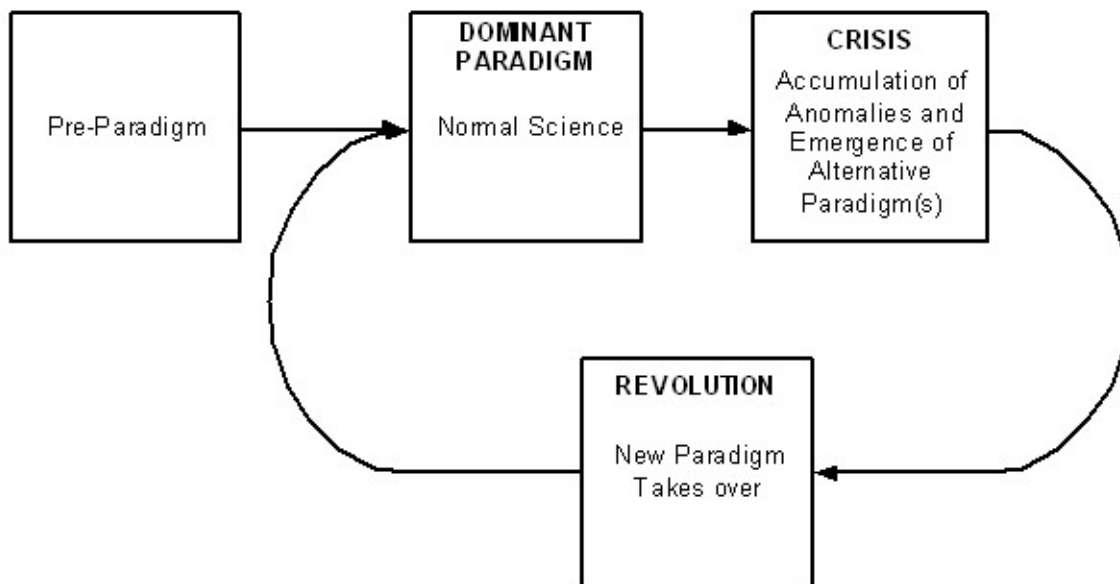 Pre-Paradigm
DOMINANT
PARADIGM
Normal Science
CRISIS
Accumulation of
Anomalies and
Emergence of
Alternative
Paradigm(s)
REVOLUTION
New Paradigm
Takes over